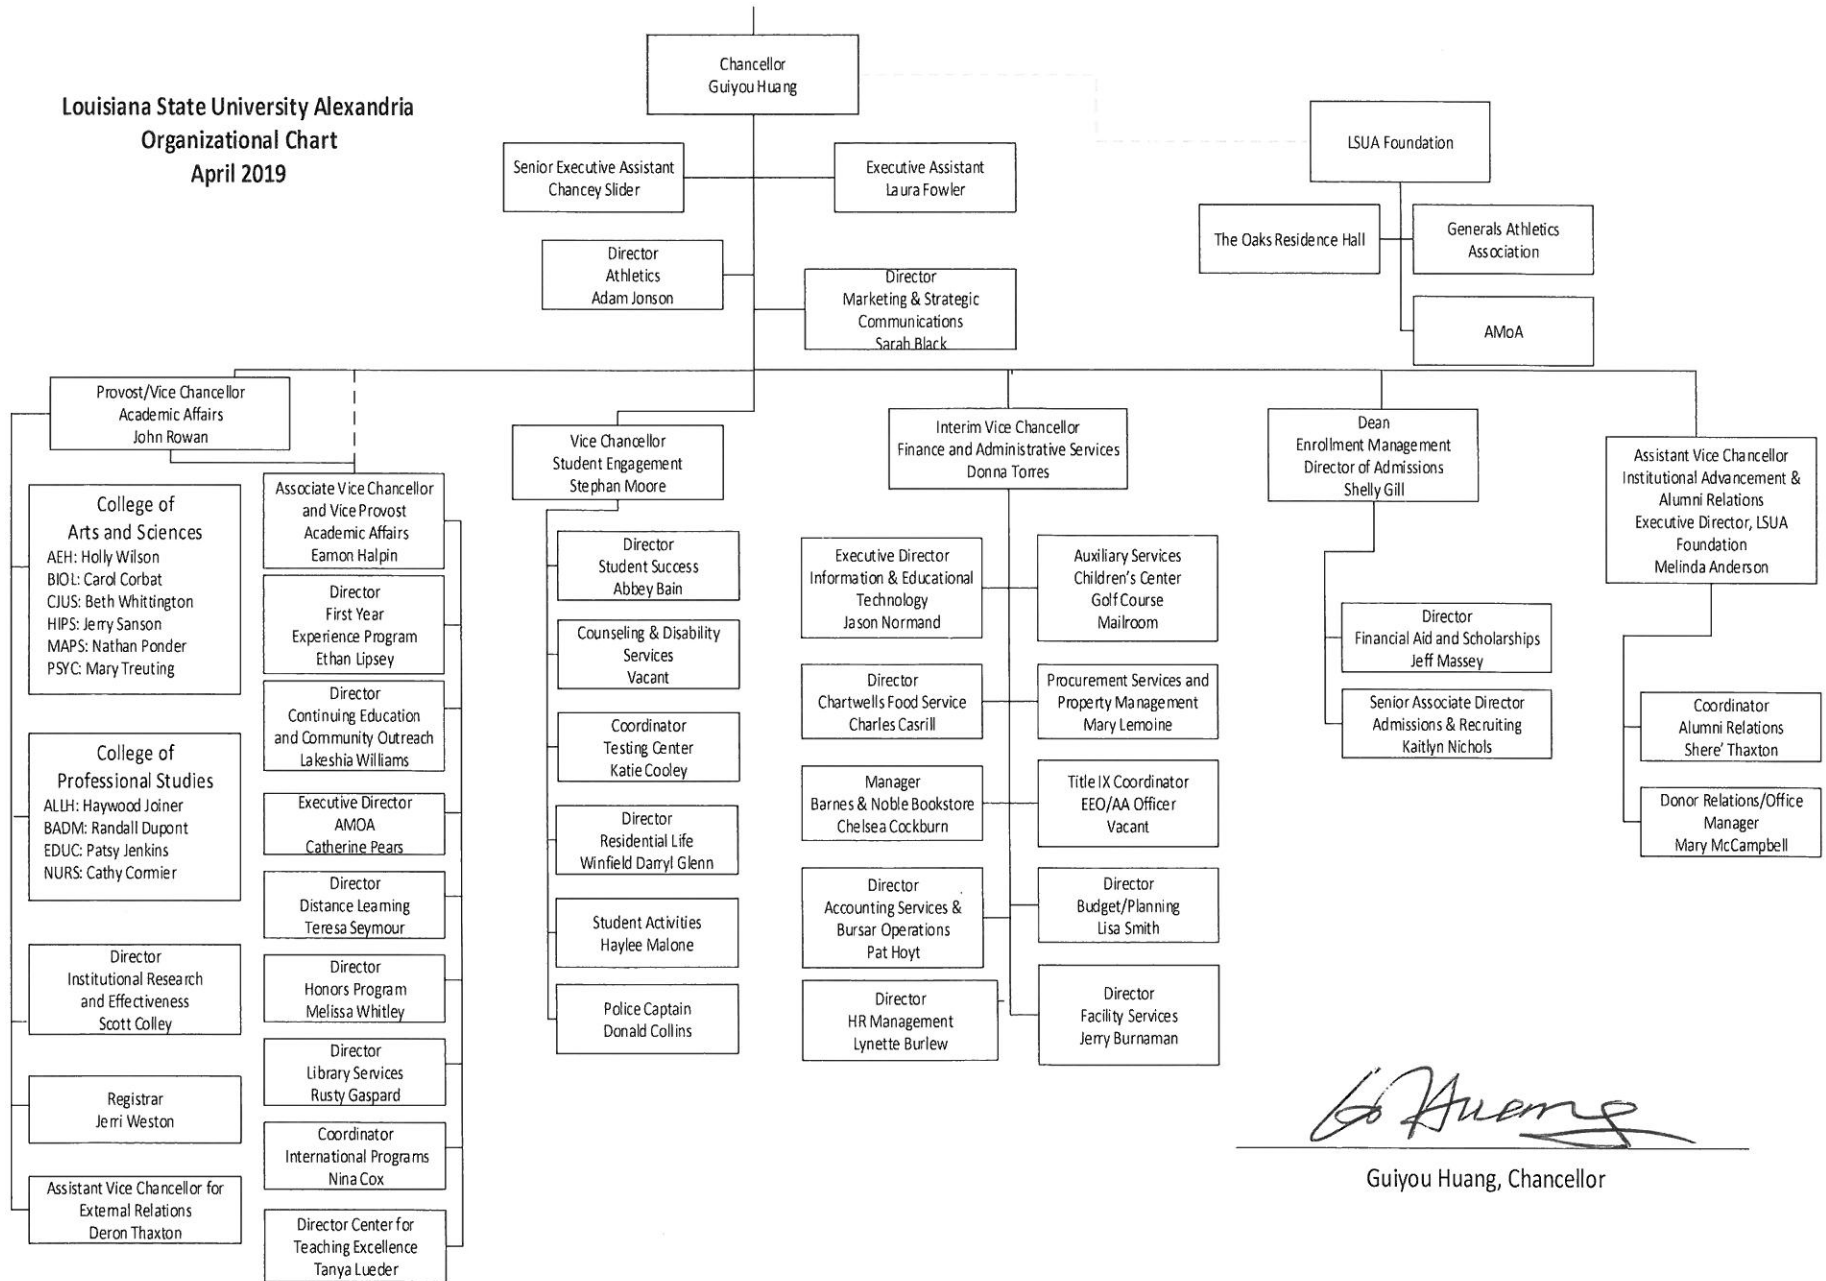 Louisiana State University Alexandria
Organizational Chart
April 2019
Chancellor
Guiyou Huang
Senior Executive Assistant
Chancey Slider
Executive Assistant
Laura Fowler
Director
Athletics
Adam Jonson
Director
Marketing & Strategic
Communications
Sarah Black
LSUA Foundation
The Oaks Residence Hall
Generals Athletics
Association
AMoA
Provost/Vice Chancellor
Academic Affairs
John Rowan
College of
Arts and Sciences
AEH: Holly Wilson
BIOL: Carol Corbat
CJUS: Beth Whittington
HIPS: Jerry Sanson
MAPS: Nathan Ponder
PSYC: Mary Treuting
College of
Professional Studies
ALLH: Haywood Joiner
BADM: Randall Dupont
EDUC: Patsy Jenkins
NURS: Cathy Cormier
Director
Institutional Research
and Effectiveness
Scott Colley
Registrar
Jerri Weston
Assistant Vice Chancellor for
External Relations
Deron Thaxton
Associate Vice Chancellor
and Vice Provost
Academic Affairs
Eamon Halpin
Director
First Year
Experience Program
Ethan Lipsey
Director
Continuing Education
and Community Outreach
Lakeshia Williams
Executive Director
AMOA
Catherine Pears
Director
Distance Learning
Teresa Seymour
Director
Honors Program
Melissa Whitley
Director
Library Services
Rusty Gaspard
Coordinator
International Programs
Nina Cox
Director Center for
Teaching Excellence
Tanya Lueder
Vice Chancellor
Student Engagement
Stephan Moore
Director
Student Success
Abbey Bain
Counseling & Disability
Services
Vacant
Coordinator
Testing Center
Katie Cooley
Director
Residential Life
Winfield Darryl Glenn
Student Activities
Haylee Malone
Police Captain
Donald Collins
Interim Vice Chancellor
Finance and Administrative Services
Donna Torres
Executive Director
Information & Educational
Technology
Jason Normand
Auxiliary Services
Children's Center
Golf Course
Mailroom
Director
Chartwells Food Service
Charles Casrill
Procurement Services and
Property Management
Mary Lemoine
Manager
Barnes & Noble Bookstore
Chelsea Cockburn
Title IX Coordinator
EEO/AA Officer
Vacant
Director
Accounting Services &
Bursar Operations
Pat Hoyt
Director
Budget/Planning
Lisa Smith
Director
HR Management
Lynette Burlew
Director
Facility Services
Jerry Burnaman
Dean
Enrollment Management
Director of Admissions
Shelly Gill
Director
Financial Aid and Scholarships
Jeff Massey
Senior Associate Director
Admissions & Recruiting
Kaitlyn Nichols
Assistant Vice Chancellor
Institutional Advancement &
Alumni Relations
Executive Director, LSUA
Foundation
Melinda Anderson
Coordinator
Alumni Relations
Shere' Thaxton
Donor Relations/Office
Manager
Mary McCampbell
Huang
Guiyou Huang, Chancellor